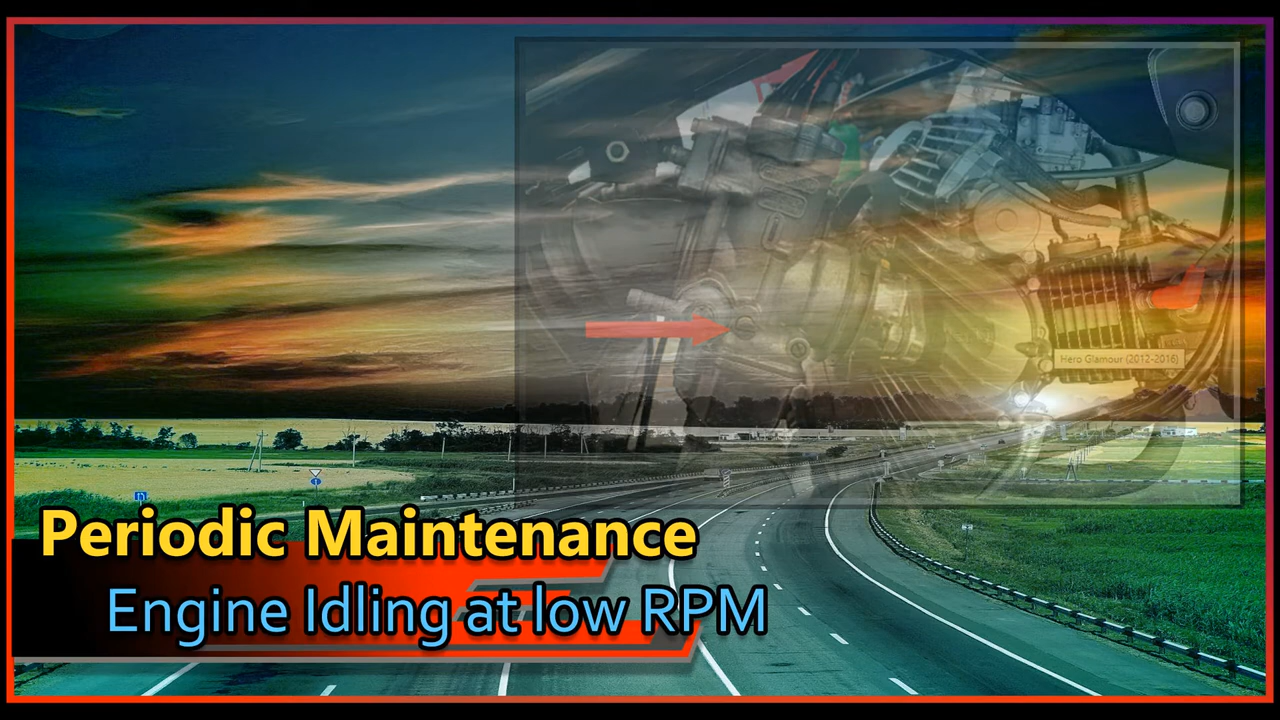 Hero Glamour (2012-2016)
Periodic Maintenance
Engine Idling at low RPM